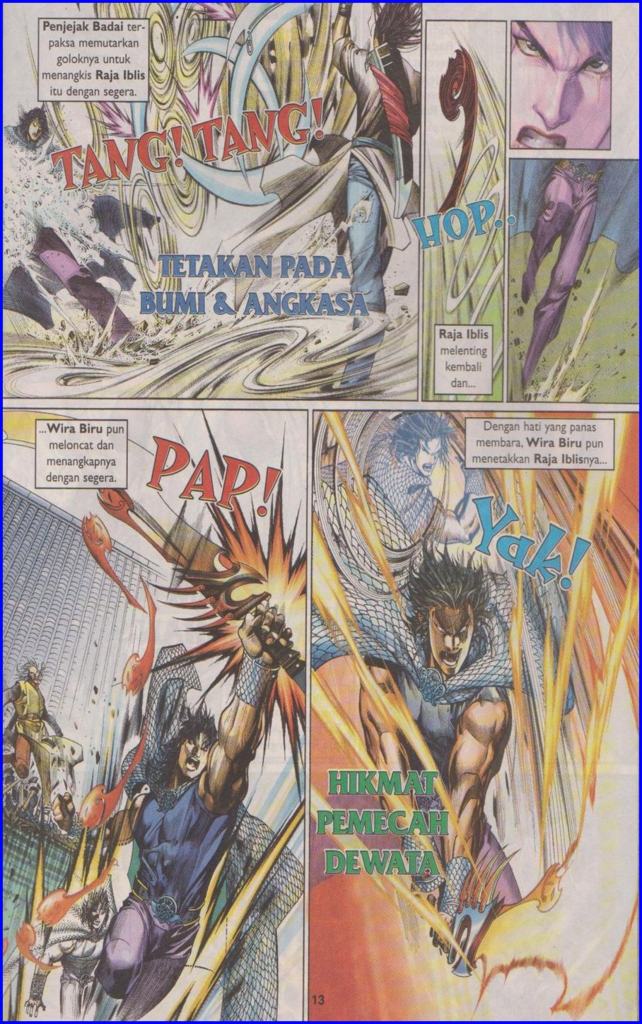 Penjejak Badai ter-
paksa memutarkan
goloknya untuk
menangkis Raja Iblis
itu dengan segera.
TANG! TANG!
TETAKAN PADA
BUMI & ANGKASA
HOP..
Raja Iblis
melenting
kembali
dan...
...Wira Biru pun
meloncat dan
menangkapnya
dengan segera.
PAP!
Dengan hati yang panas
membara, Wira Biru pun
menetakkan Raja Iblisnya...
Yak!
HIKMAT
PEMECAH
DEWATA
13